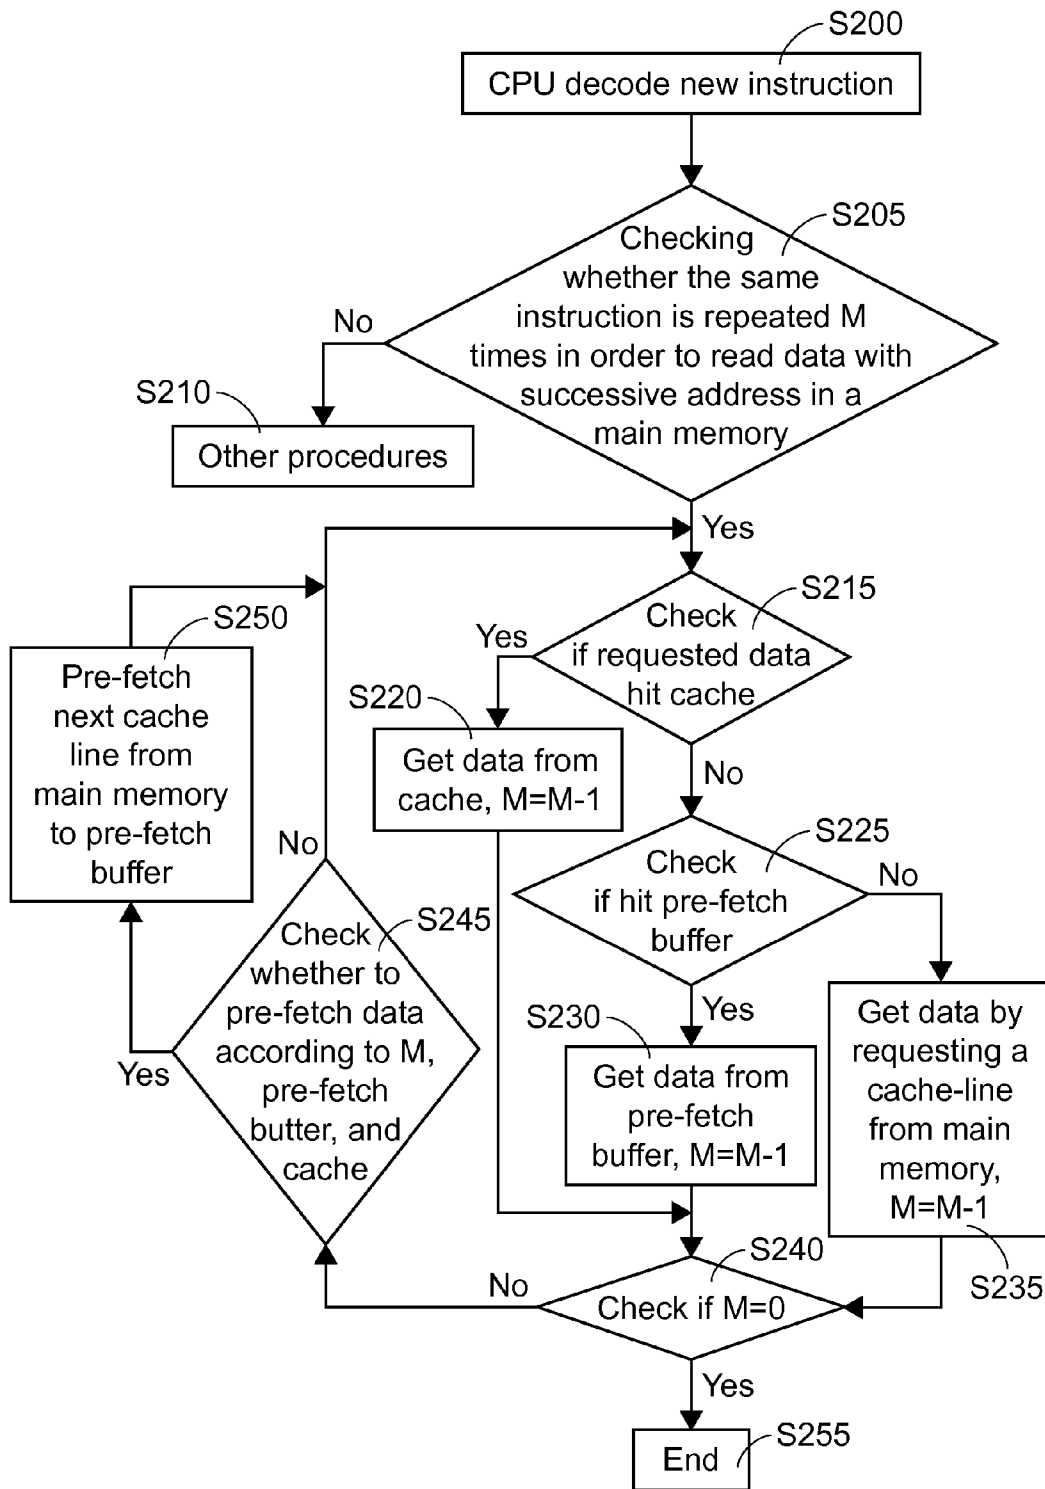 S200
CPU decode new instruction
S205
Checking
whether the same
instruction is repeated M
times in order to read data with
successive address in a
main memory
No
S210
Other procedures
Yes
S215
Check
if requested data
hit cache
Yes
S220
Get data from
cache, M=M-1
No
S225
Check
if hit pre-fetch
buffer
No
S250
Pre-fetch
next cache
line from
main memory
to pre-fetch
buffer
No
S245
Check
whether to
pre-fetch data
according to M,
pre-fetch
butter, and
cache
Yes
Yes
S230
Get data from
pre-fetch
buffer, M=M-1
Get data by
requesting a
cache-line
from main
memory,
M=M-1
S235
S240
Check if M=0
No
Yes
S255
End